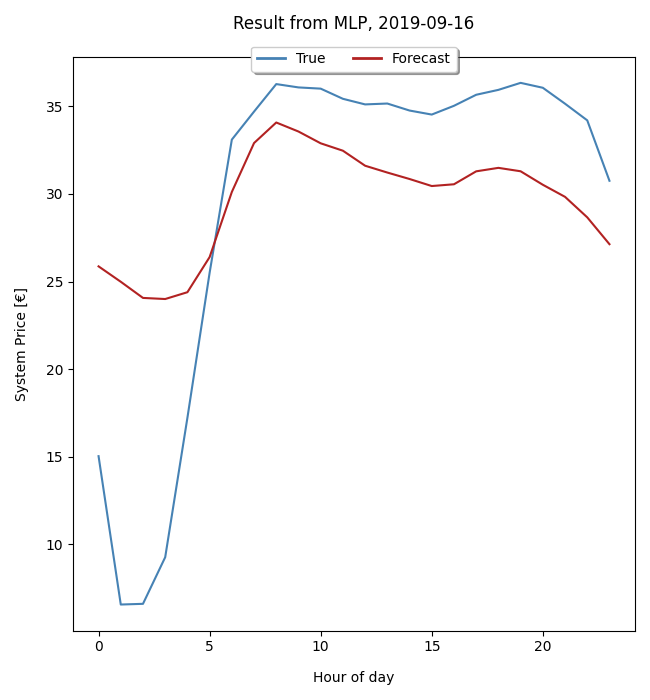 Result from MLP, 2019-09-16
True
Forecast
35
30
25
20
15
10
System Price [€]
0
5
10
15
20
Hour of day